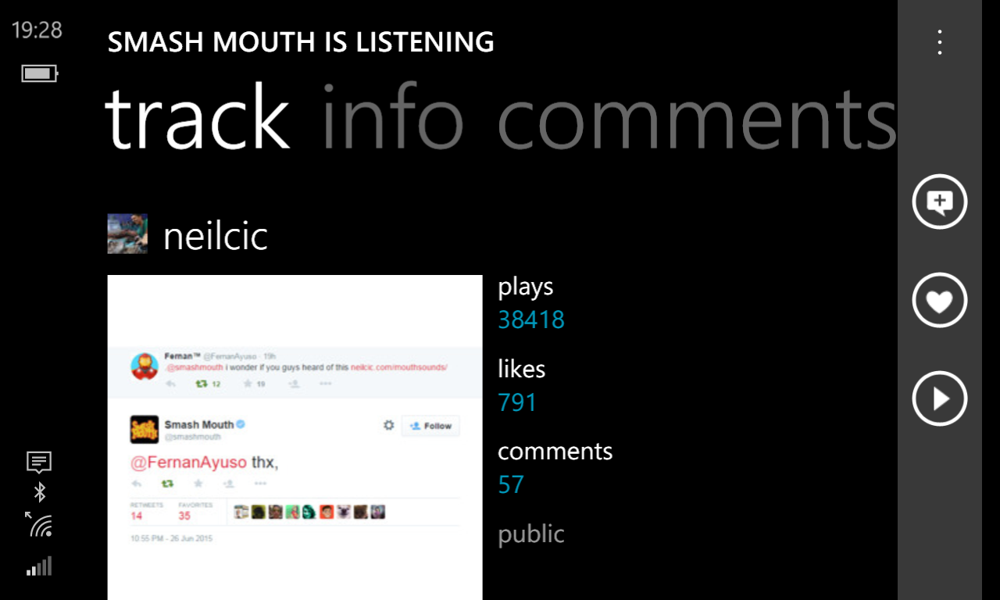 19:28
SMASH MOUTH IS LISTENING
track info comments
neilcic
plays
38418
likes
791
comments
57
public
Fernan™ @FernanAyuso · 19h
.@smashmouth i wonder if you guys heard of this neilcic.com/mouthsounds/
12 19
Smash Mouth
@smashmouth
Follow
@FernanAyuso thx,
RETWEETS FAVORITES
14 35
10:55 PM - 26 Jun 2015